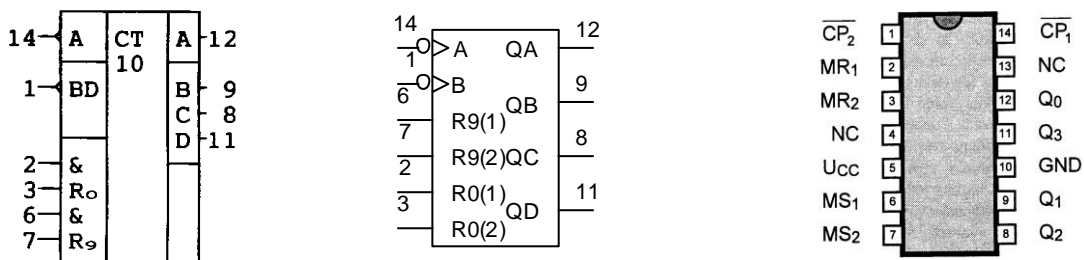 14 A CT A 12
10
1 BD B 9
C 8
D 11
2 &
3 R₀
6 &
7 R₉
14 A QA 12
1 B QB 9
6 R9(1)
7 R9(2) QC 8
2 R0(1)
3 R0(2) QD 11
C̅P̅₂ 1 14 C̅P̅₁
MR₁ 2 13 NC
MR₂ 3 12 Q₀
NC 4 11 Q₃
Ucc 5 10 GND
MS₁ 6 9 Q₁
MS₂ 7 8 Q₂